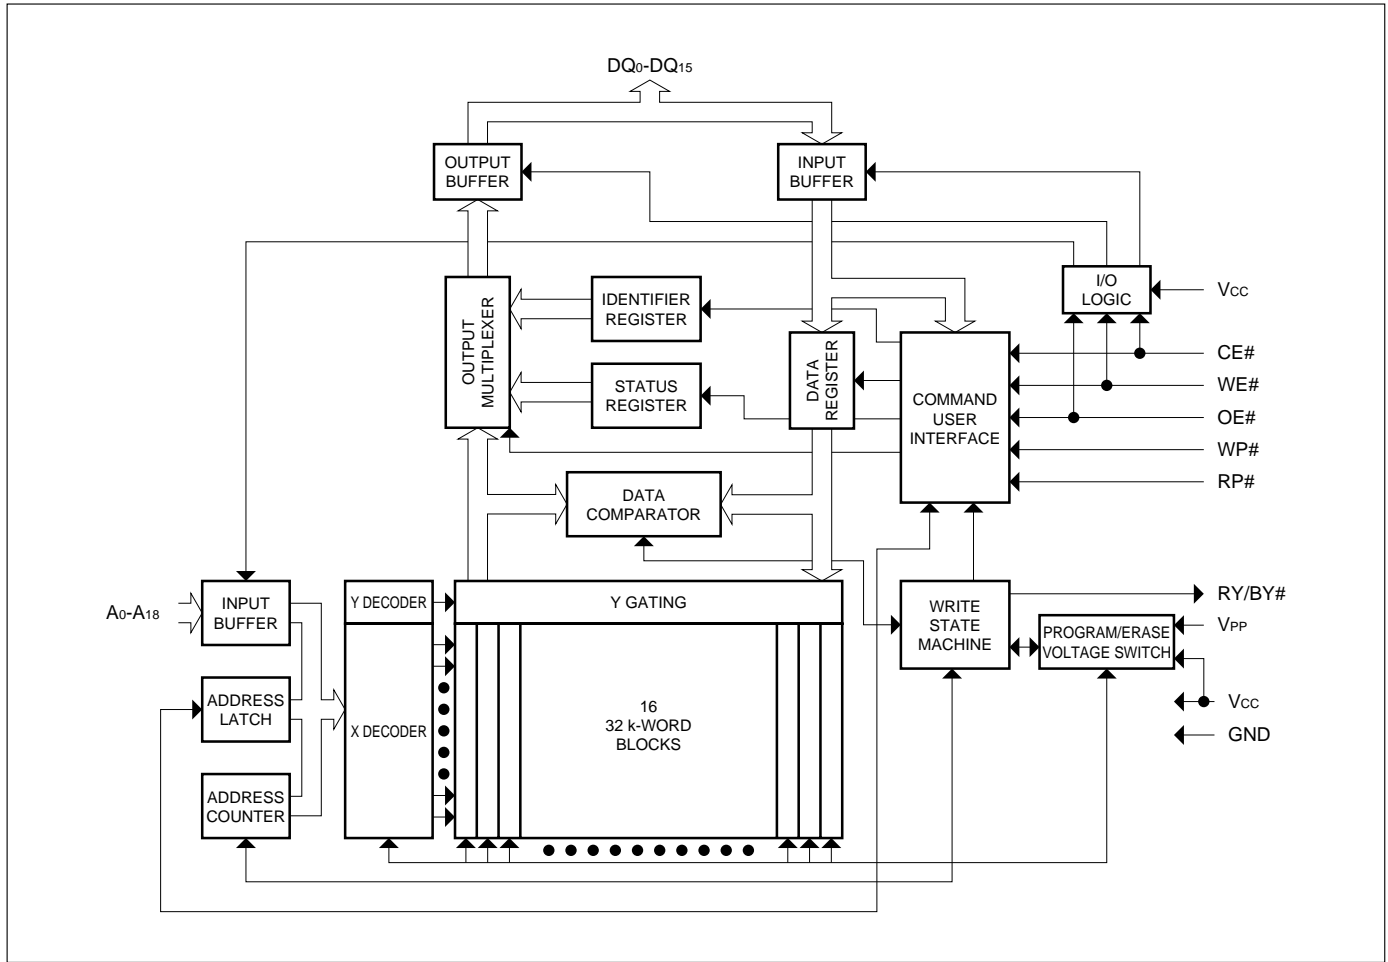 DQ0-DQ15
OUTPUT
BUFFER
INPUT
BUFFER
I/O
LOGIC
VCC
OUTPUT
MULTIPLEXER
IDENTIFIER
REGISTER
STATUS
REGISTER
DATA
REGISTER
COMMAND
USER
INTERFACE
CE#
WE#
OE#
WP#
RP#
DATA
COMPARATOR
A0-A18
INPUT
BUFFER
Y DECODER
Y GATING
WRITE
STATE
MACHINE
RY/BY#
VPP
PROGRAM/ERASE
VOLTAGE SWITCH
ADDRESS
LATCH
X DECODER
16
32 k-WORD
BLOCKS
VCC
GND
ADDRESS
COUNTER